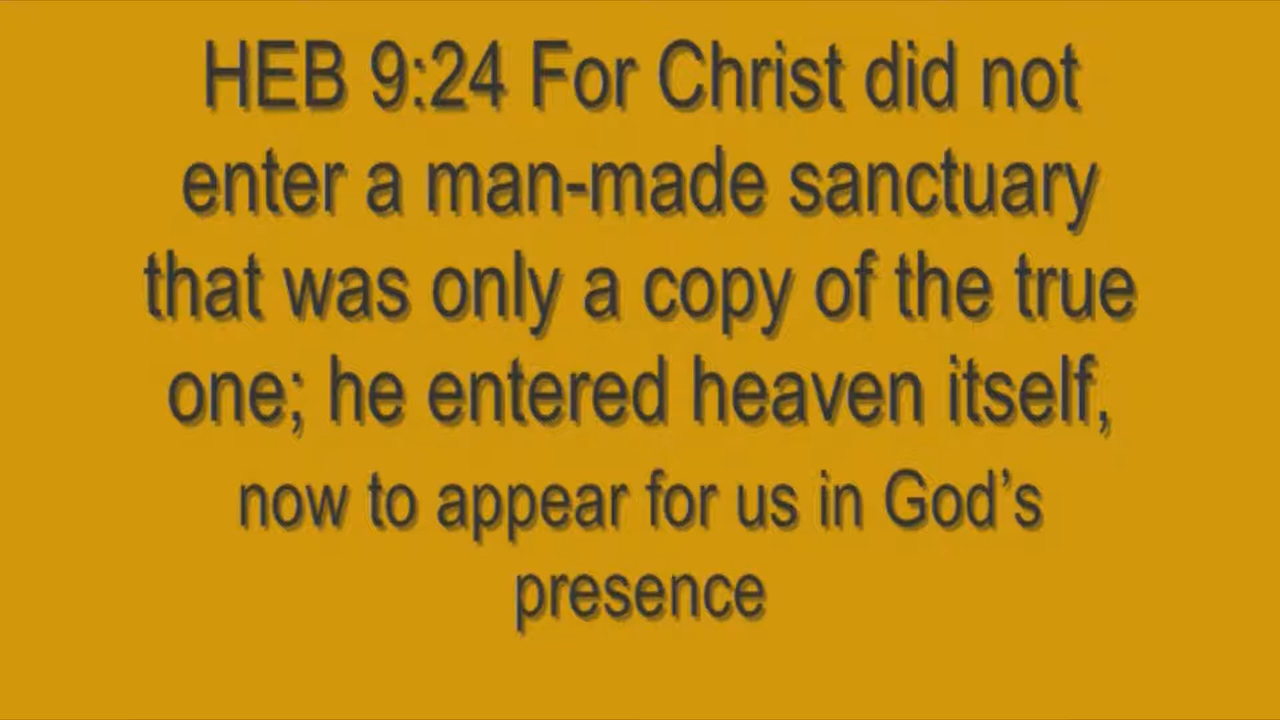 HEB 9:24 For Christ did not
enter a man-made sanctuary
that was only a copy of the true
one; he entered heaven itself,
now to appear for us in God’s
presence